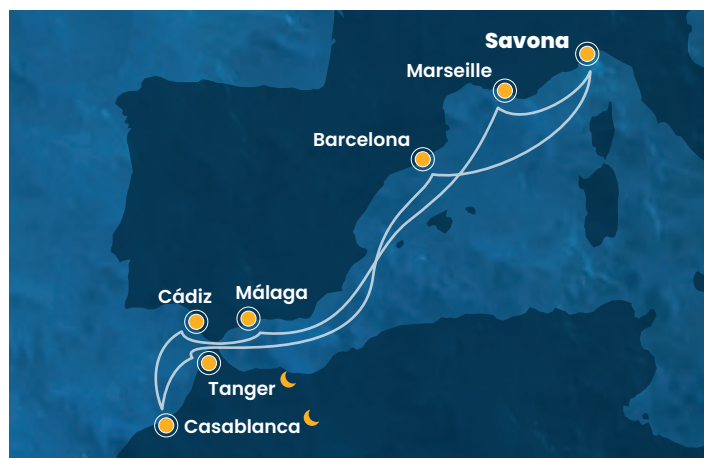 Savona
Marseille
Barcelona
Cádiz
Málaga
Tanger
Casablanca